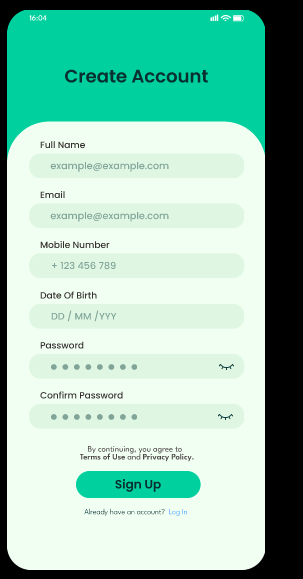 16:04
Create Account
Full Name
example@example.com
Email
example@example.com
Mobile Number
+ 123 456 789
Date Of Birth
DD / MM /YYY
Password
Confirm Password
By continuing, you agree to
Terms of Use and Privacy Policy.
Sign Up
Already have an account? Log In